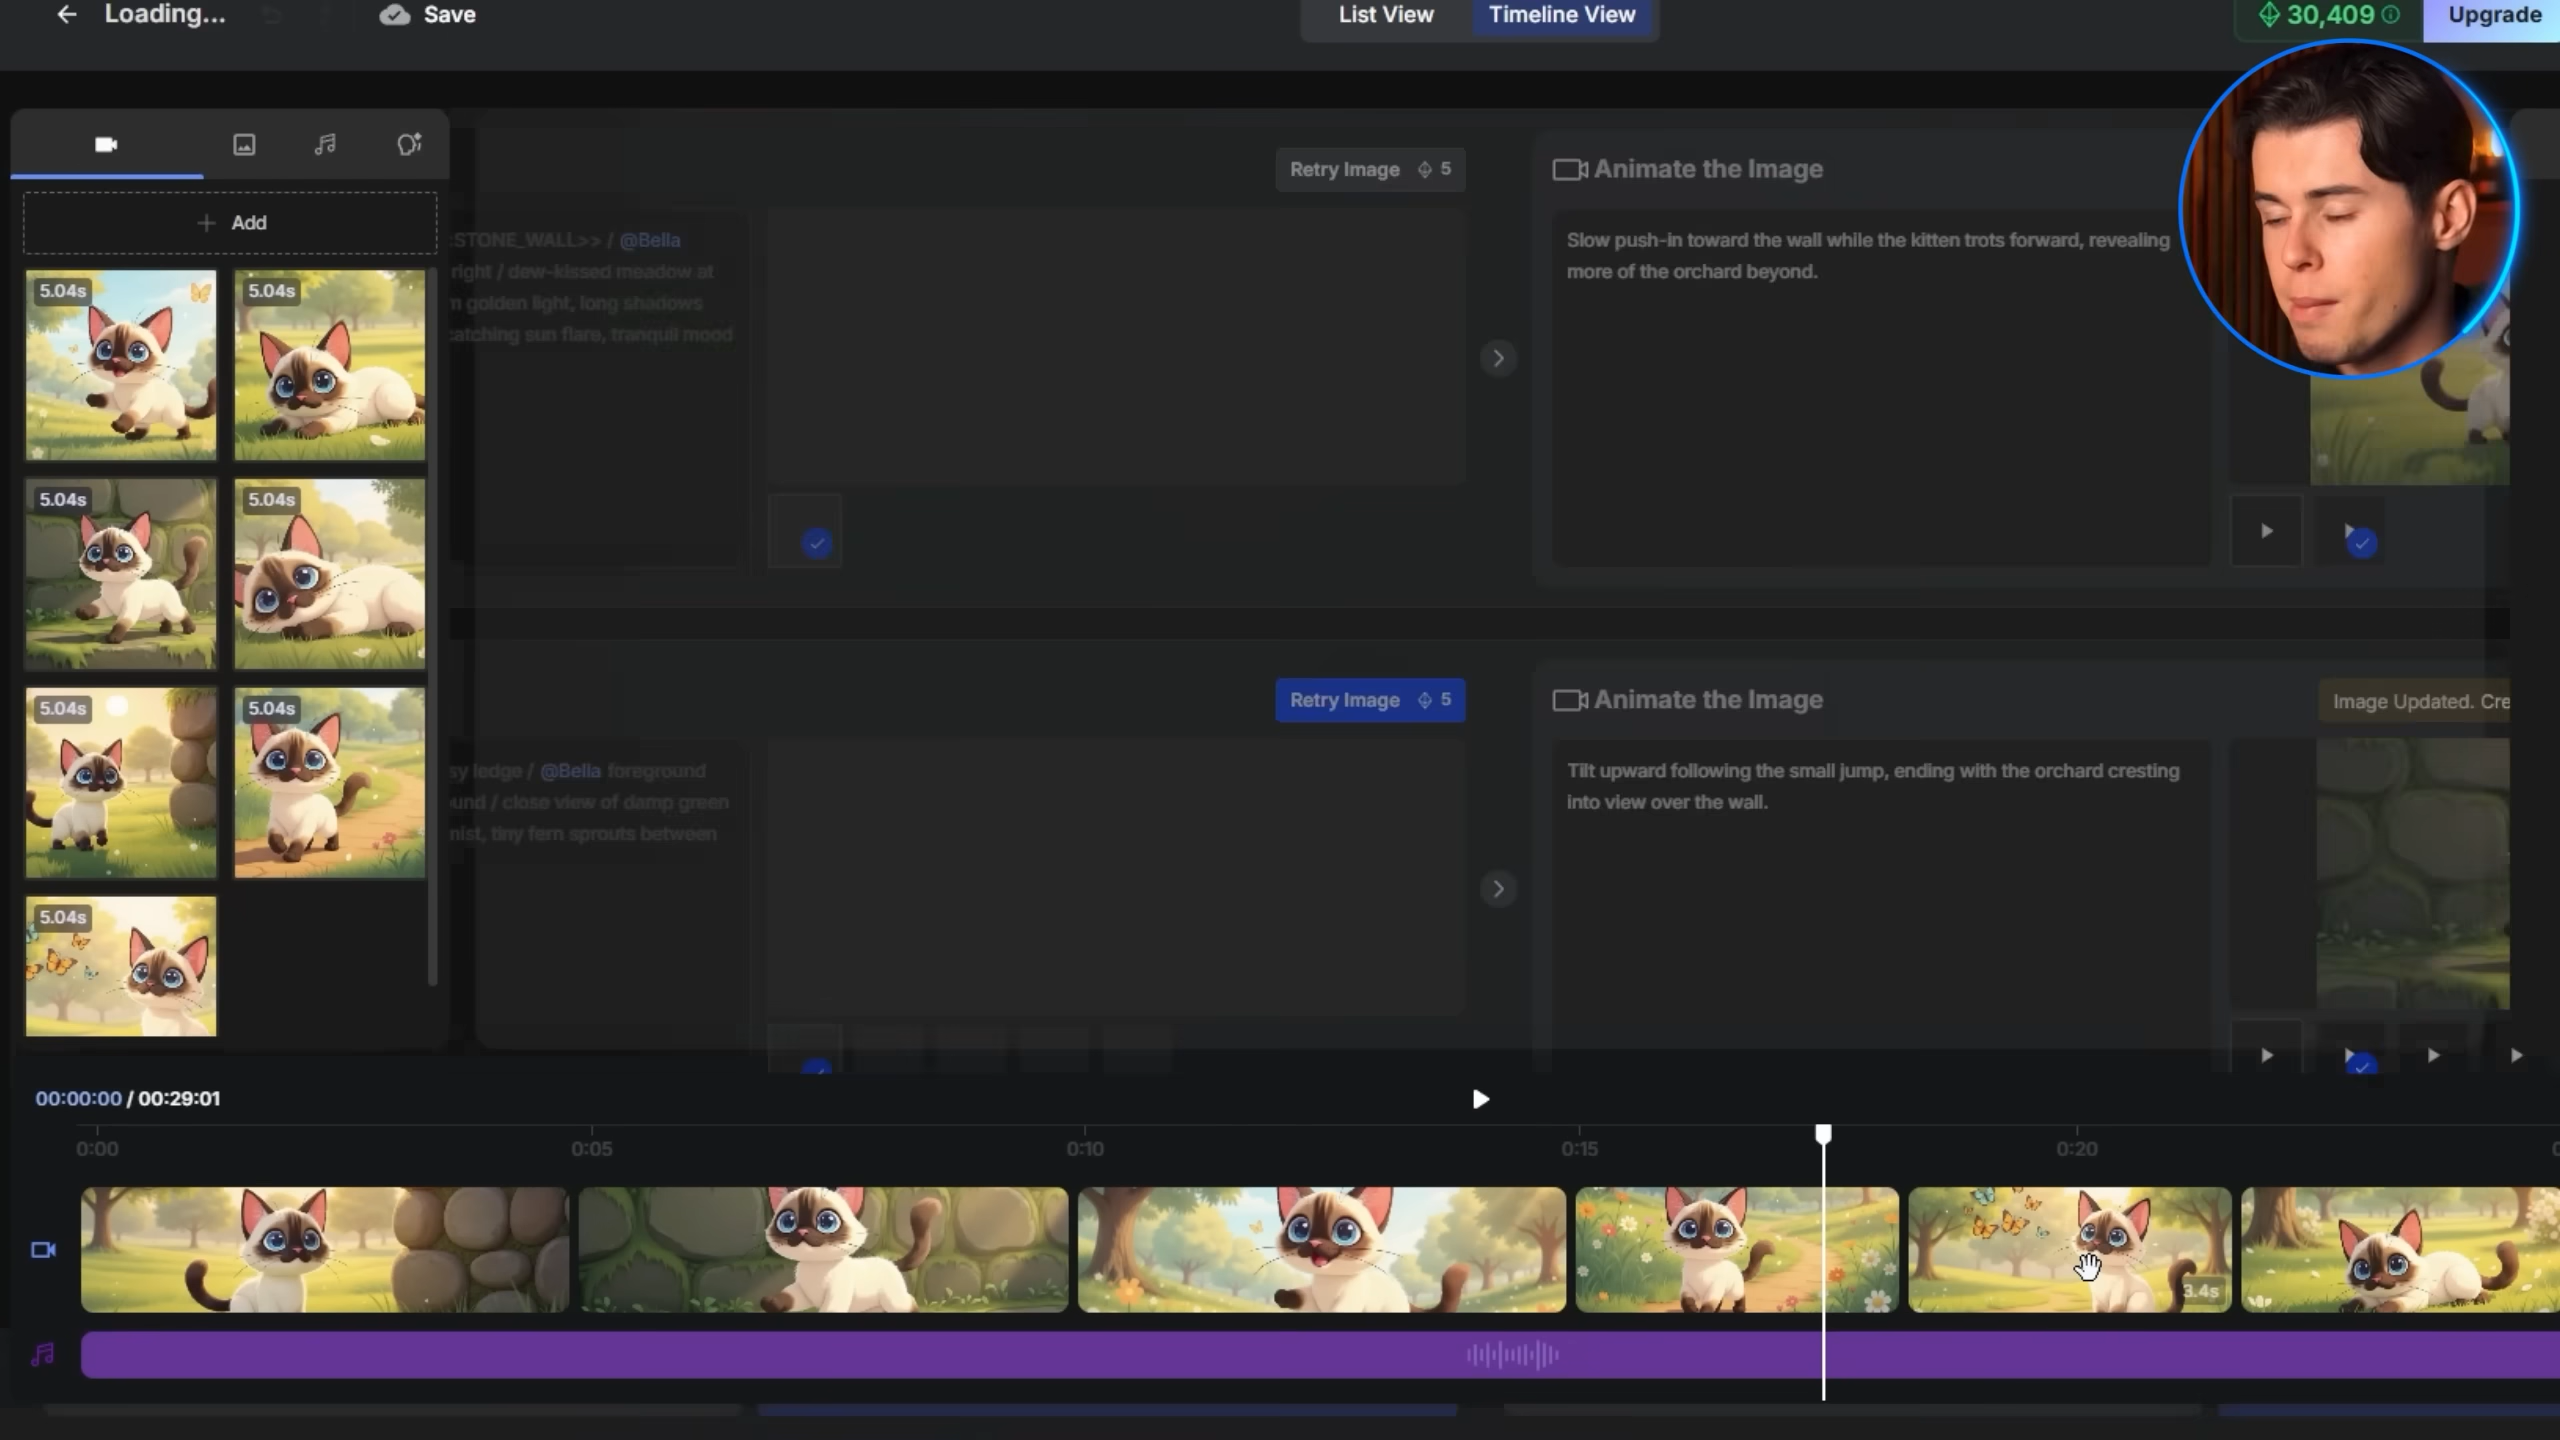 Loading...
Save
List View
Timeline View
30,409
Upgrade
Add
5.04s
5.04s
5.04s
5.04s
5.04s
5.04s
5.04s
Retry Image 5
:STONE_WALL>> / @Bella
right / dew-kissed meadow at
golden light, long shadows
catching sun flare, tranquil mood
Animate the Image
Slow push-in toward the wall while the kitten trots forward, revealing
more of the orchard beyond.
Retry Image 5
sy ledge / @Bella foreground
und / close view of damp green
mist, tiny fern sprouts between
Animate the Image
Image Updated. Cre
Tilt upward following the small jump, ending with the orchard cresting
into view over the wall.
00:00:00 / 00:29:01
0:00
0:05
0:10
0:15
0:20
3.4s